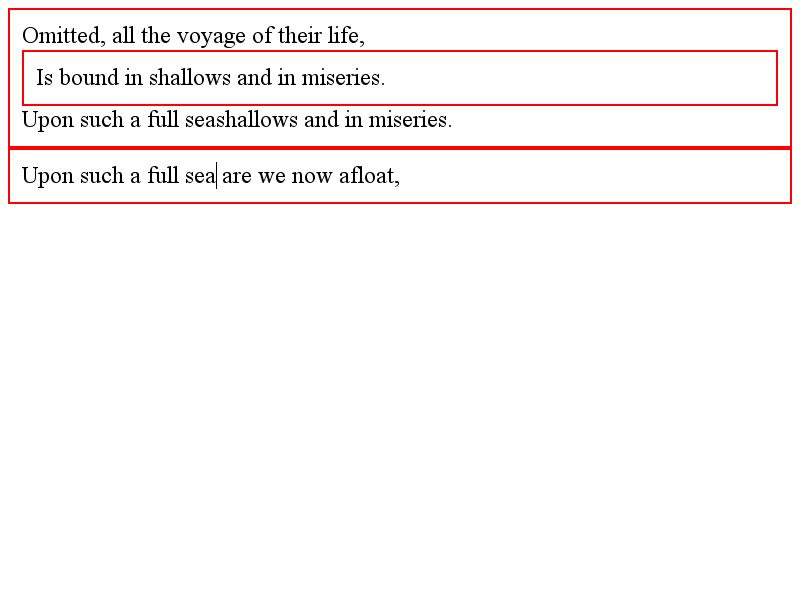 Omitted, all the voyage of their life,
Is bound in shallows and in miseries.
Upon such a full seashallows and in miseries.
Upon such a full sea are we now afloat,